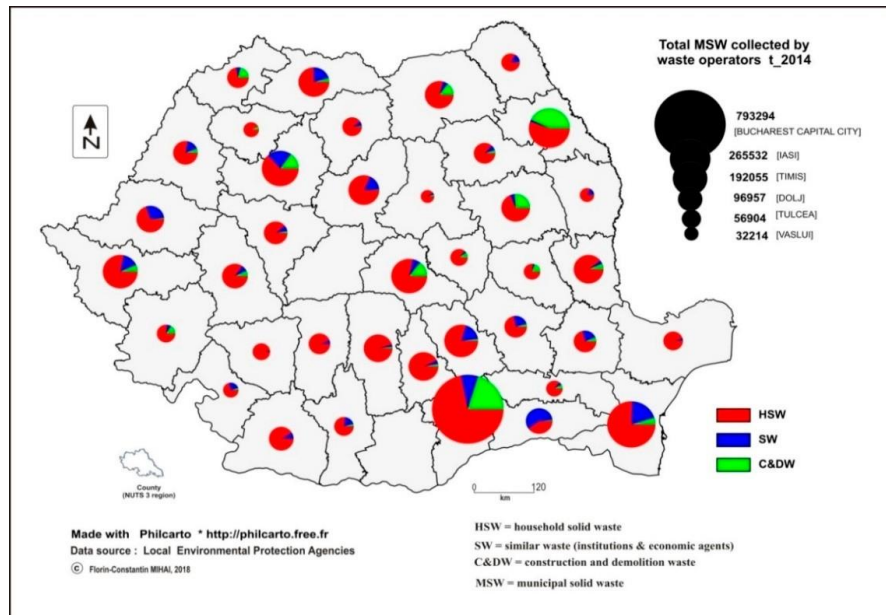 Total MSW collected by
waste operators t_2014
793294
[BUCHAREST CAPITAL CITY]
265532 [IASI]
192055 [TIMIS]
96957 [DOLJ]
56904 [TULCEA]
32214 [VASLUI]
N
HSW
SW
C&DW
County
(NUTS 3 region)
0 120
km
Made with Philcarto * http://philcarto.free.fr
Data source : Local Environmental Protection Agencies
© Florin-Constantin MIHAI, 2018
HSW = household solid waste
SW = similar waste (institutions & economic agents)
C&DW = construction and demolition waste
MSW = municipal solid waste